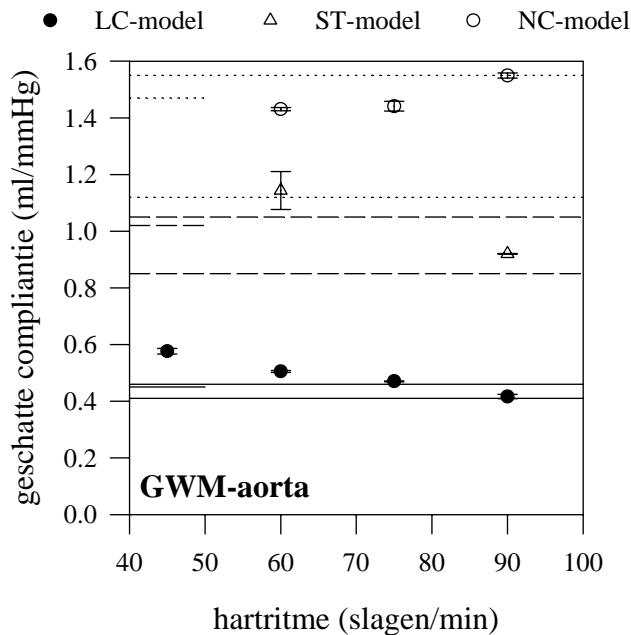 LC-model ST-model NC-model
geschatte compliantie (ml/mmHg)
1.6
1.4
1.2
1.0
0.8
0.6
0.4
0.2
0.0
GWM-aorta
40 50 60 70 80 90 100
hartritme (slagen/min)